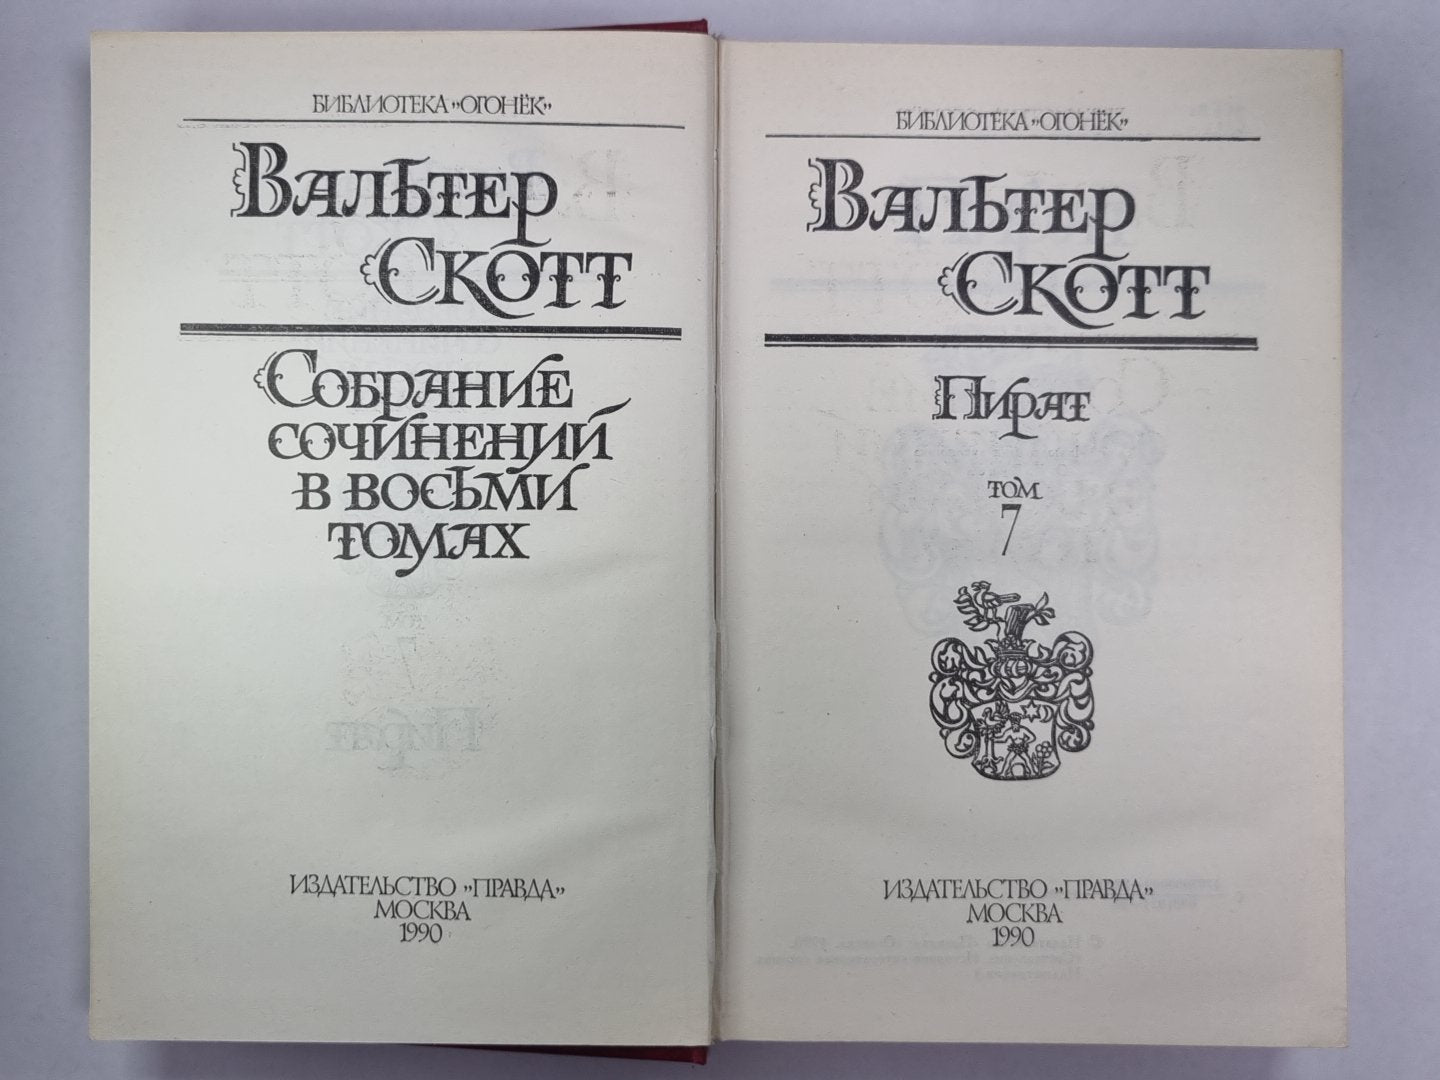 БИБЛИОТЕКА „ОГОНЁК”
ВАЛЬТЕР
СКОТТ
СОБРАНИЕ
СОЧИНЕНИЙ
В ВОСЬМИ
ТОМАХ
ИЗДАТЕЛЬСТВО „ПРАВДА”
МОСКВА
1990
БИБЛИОТЕКА „ОГОНЁК”
ВАЛЬТЕР
СКОТТ
ПИРАТ
ТОМ
7
ИЗДАТЕЛЬСТВО „ПРАВДА”
МОСКВА
1990